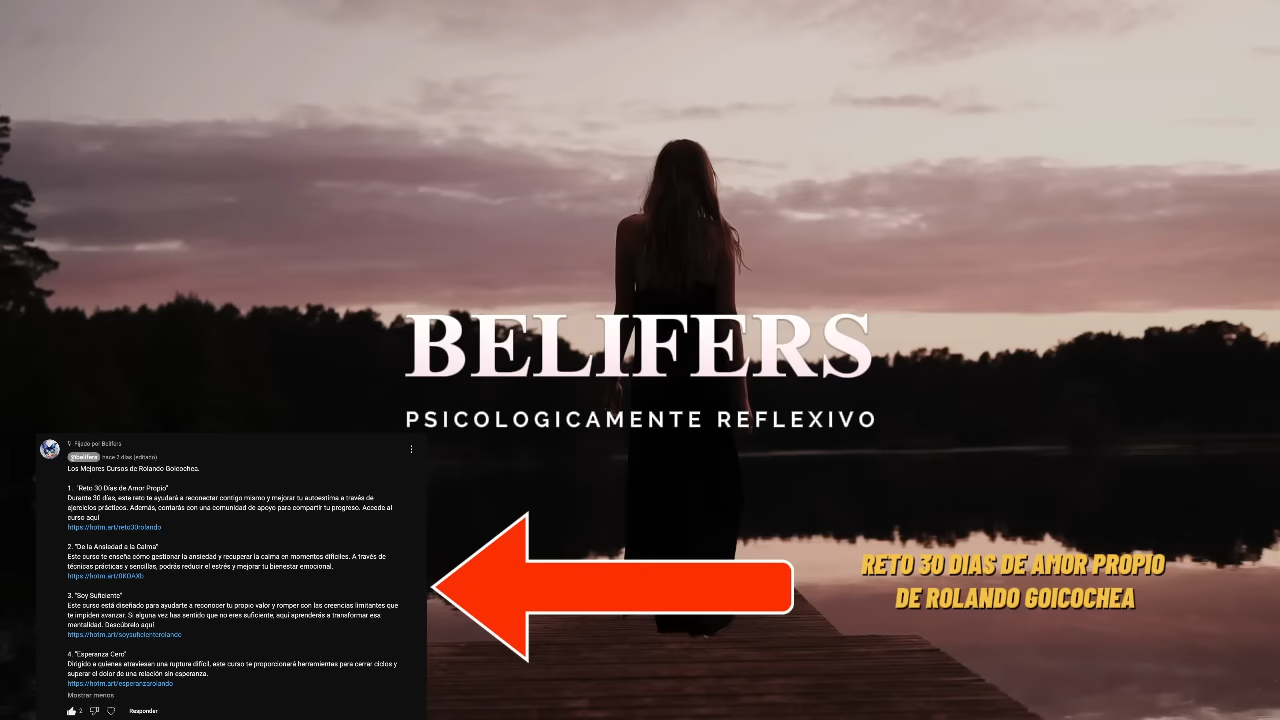 BELIFERS
PSICOLOGICAMENTE REFLEXIVO
Fijado por Belifers
@belifers hace 2 días (editado)
Los Mejores Cursos de Rolando Goicochea.
1. "Reto 30 Días de Amor Propio"
Durante 30 días, este reto te ayudará a reconectar contigo mismo y mejorar tu autoestima a través de
ejercicios prácticos. Además, contarás con una comunidad de apoyo para compartir tu progreso. Accede al
curso aquí
https://hotm.art/reto30rolando
2. "De la Ansiedad a la Calma"
Este curso te enseña cómo gestionar la ansiedad y recuperar la calma en momentos difíciles. A través de
técnicas prácticas y sencillas, podrás reducir el estrés y mejorar tu bienestar emocional.
https://hotm.art/0KOAXb
3. "Soy Suficiente"
Este curso está diseñado para ayudarte a reconocer tu propio valor y romper con las creencias limitantes que
te impiden avanzar. Si alguna vez has sentido que no eres suficiente, aquí aprenderás a transformar esa
mentalidad. Descúbrelo aquí
https://hotm.art/soysuficienterolando
4. "Esperanza Cero"
Dirigido a quienes atraviesan una ruptura difícil, este curso te proporcionará herramientas para cerrar ciclos y
superar el dolor de una relación sin esperanza.
https://hotm.art/esperanzarolando
Mostrar menos
2 Responder
RETO 30 DIAS DE AMOR PROPIO
DE ROLANDO GOICOCHEA